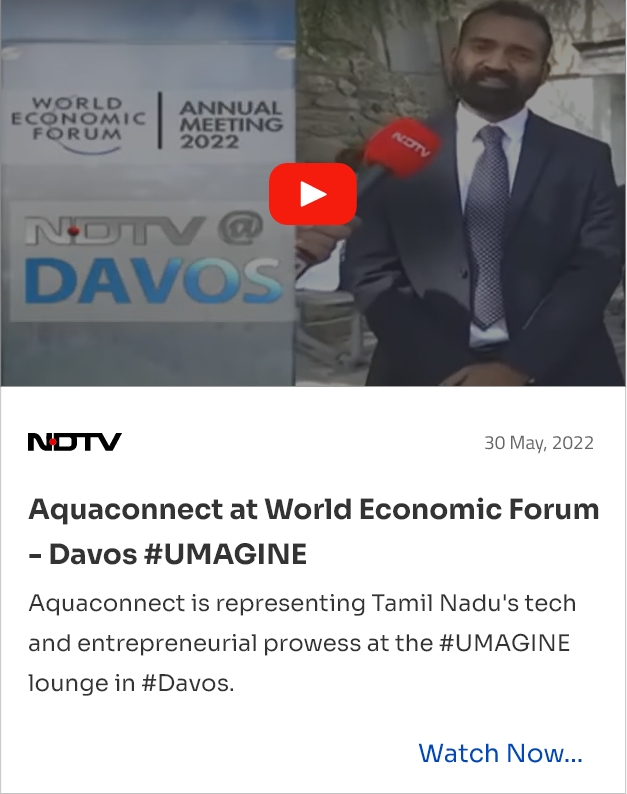 WORLD
ECONOMIC
FORUM
ANNUAL
MEETING
2022
NDTV
NDTV @
DAVOS
NDTV
30 May, 2022
Aquaconnect at World Economic Forum
- Davos #UMAGINE
Aquaconnect is representing Tamil Nadu's tech
and entrepreneurial prowess at the #UMAGINE
lounge in #Davos.
Watch Now...